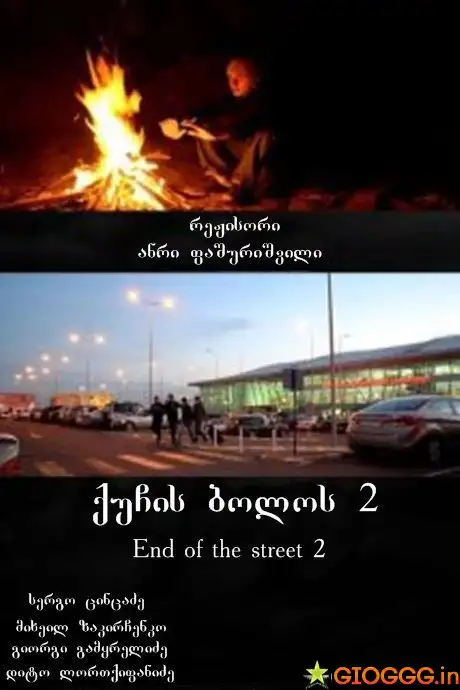 რეჟისორი
ანრი ფაშურიშვილი
ქუჩის ბოლოს 2
End of the street 2
სერგო ცინცაძე
მიხეილ ზაკირჩენკო
გიორგი გამყრელიძე
დიტო ლორთქიფანიძე
GIOGGG.in